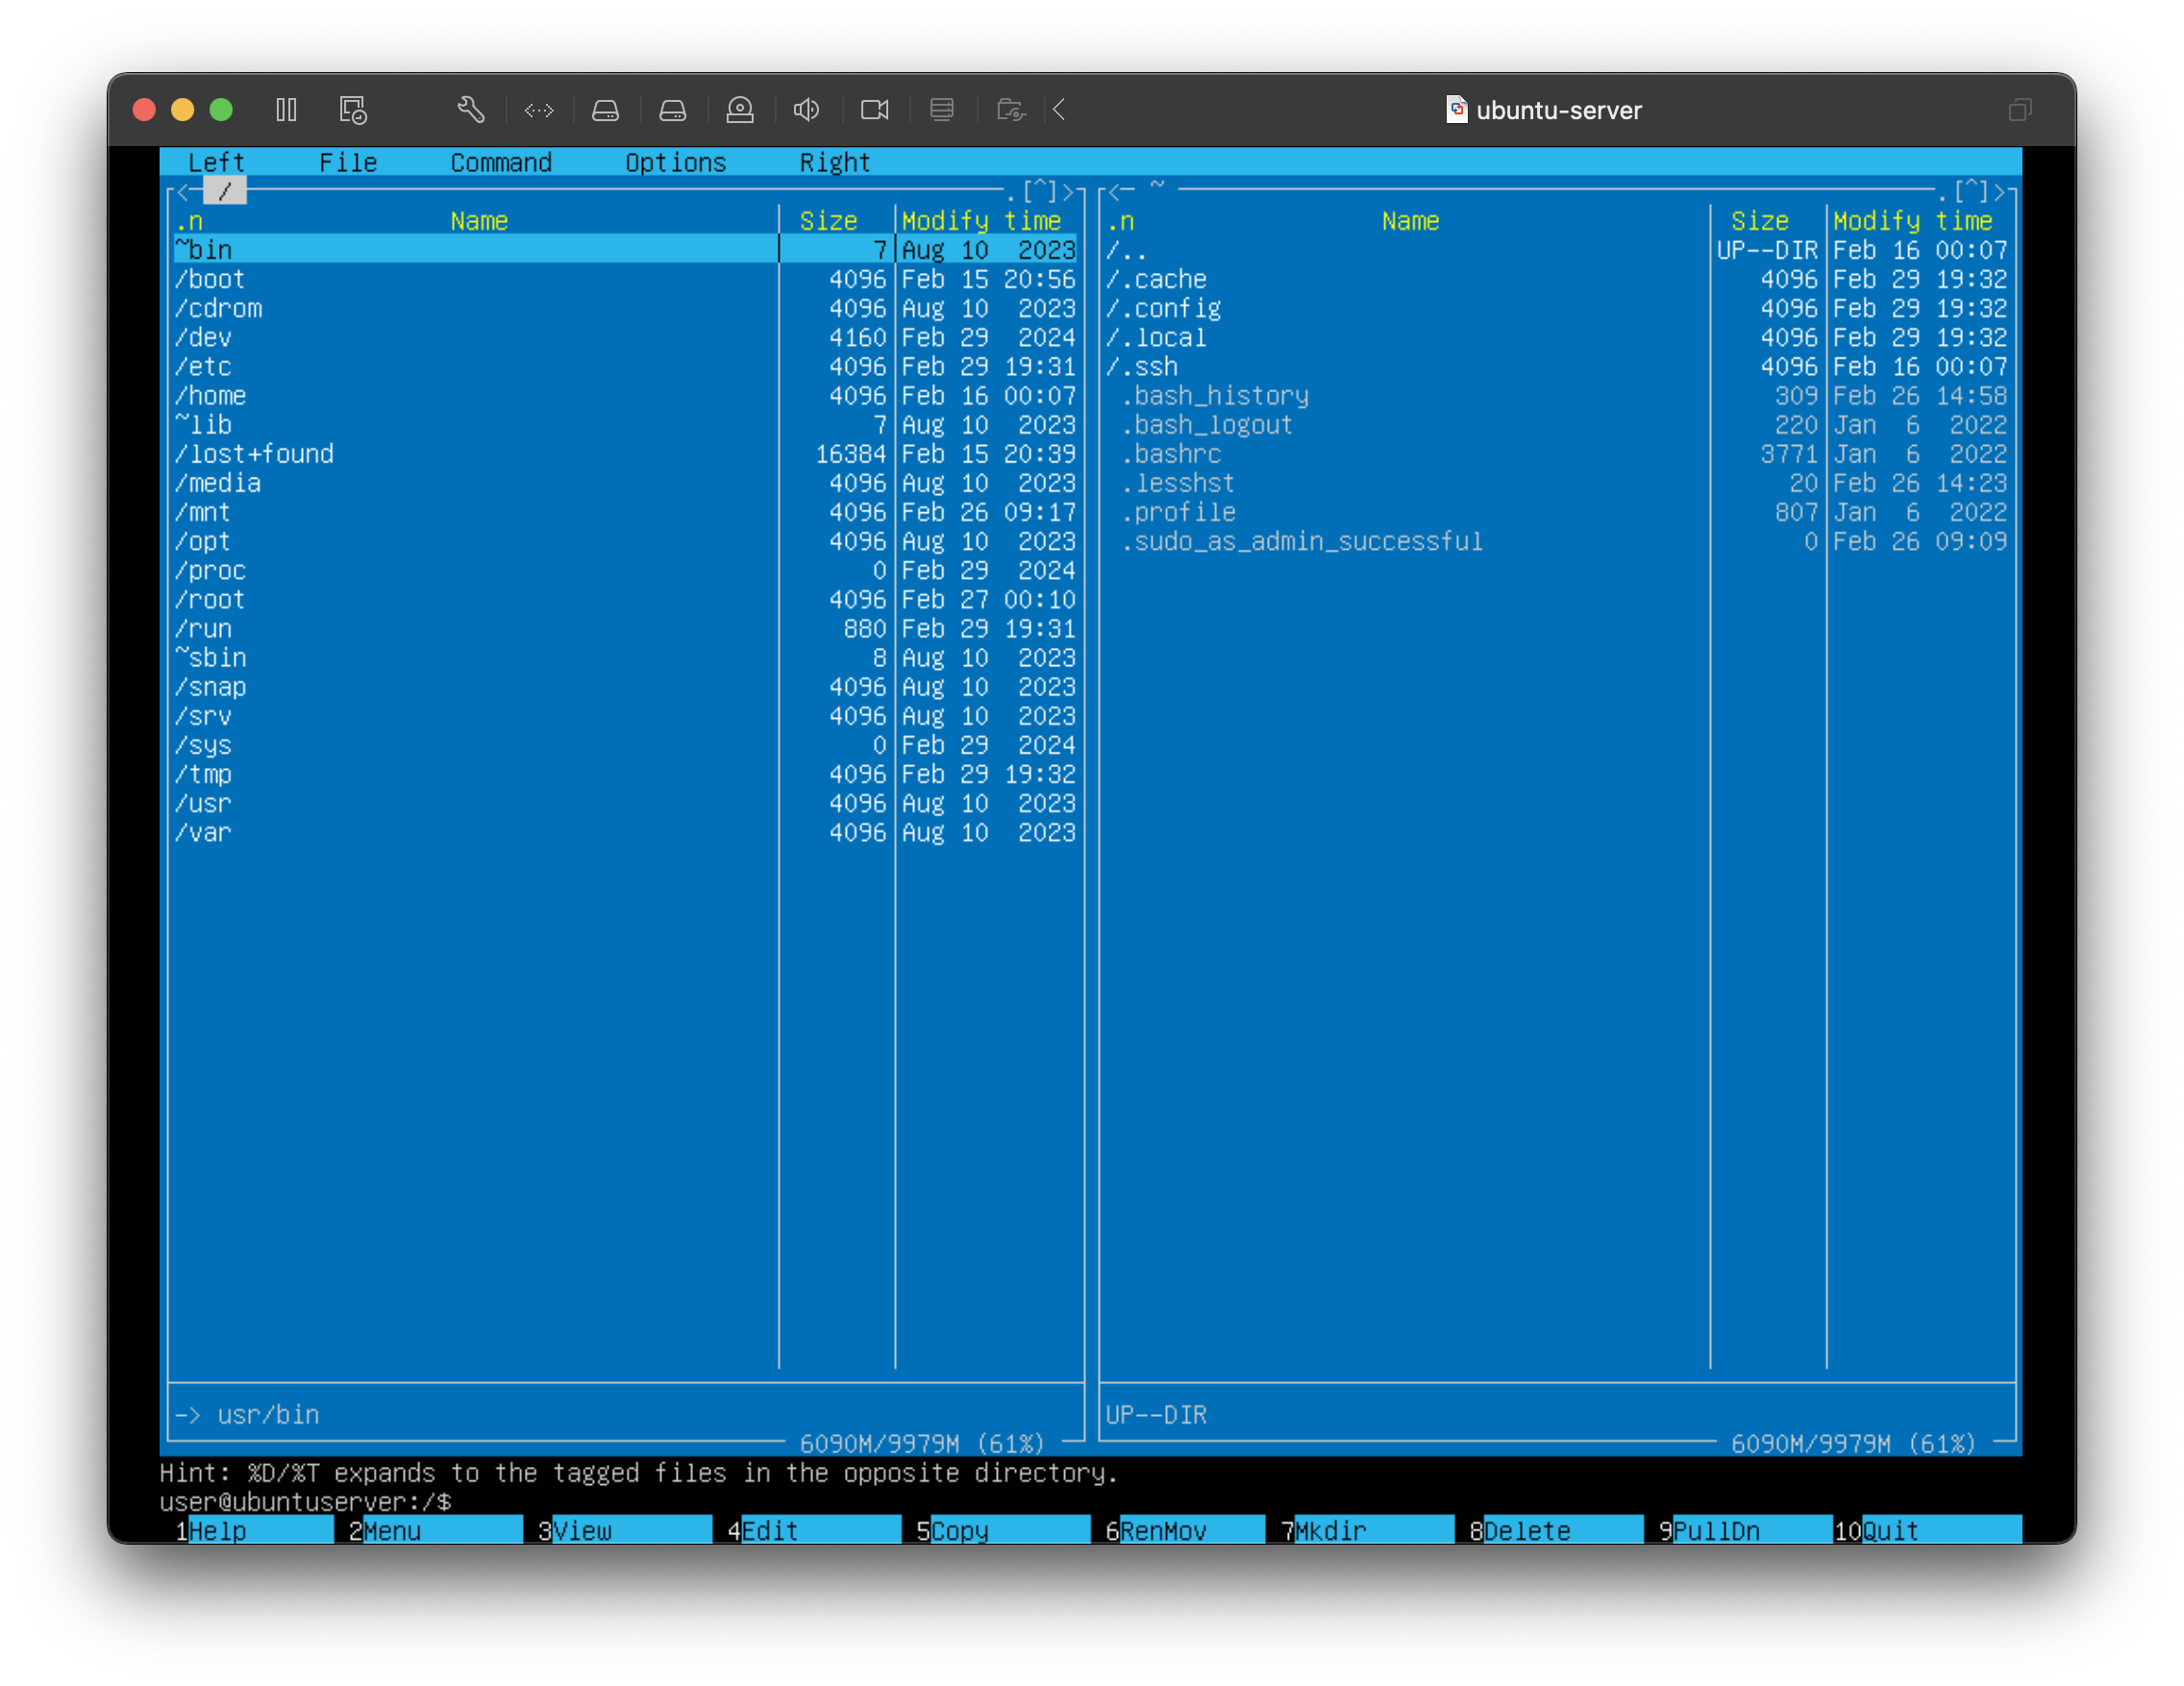 ubuntu-server
Left File Command Options Right
<- / .[^]>
.n Name Size Modify time
~bin 7 Aug 10 2023
/boot 4096 Feb 15 20:56
/cdrom 4096 Aug 10 2023
/dev 4160 Feb 29 2024
/etc 4096 Feb 29 19:31
/home 4096 Feb 16 00:07
~lib 7 Aug 10 2023
/lost+found 16384 Feb 15 20:39
/media 4096 Aug 10 2023
/mnt 4096 Feb 26 09:17
/opt 4096 Aug 10 2023
/proc 0 Feb 29 2024
/root 4096 Feb 27 00:10
/run 880 Feb 29 19:31
~sbin 8 Aug 10 2023
/snap 4096 Aug 10 2023
/srv 4096 Aug 10 2023
/sys 0 Feb 29 2024
/tmp 4096 Feb 29 19:32
/usr 4096 Aug 10 2023
/var 4096 Aug 10 2023
-> usr/bin
6090M/9979M (61%)
<- ~ .[^]>
.n Name Size Modify time
/.. UP--DIR Feb 16 00:07
/.cache 4096 Feb 29 19:32
/.config 4096 Feb 29 19:32
/.local 4096 Feb 29 19:32
/.ssh 4096 Feb 16 00:07
.bash_history 309 Feb 26 14:58
.bash_logout 220 Jan 6 2022
.bashrc 3771 Jan 6 2022
.lesshst 20 Feb 26 14:23
.profile 807 Jan 6 2022
.sudo_as_admin_successful 0 Feb 26 09:09
UP--DIR
6090M/9979M (61%)
Hint: %D/%T expands to the tagged files in the opposite directory.
user@ubuntuserver:/$
1Help 2Menu 3View 4Edit 5Copy 6RenMov 7Mkdir 8Delete 9PullDn 10Quit